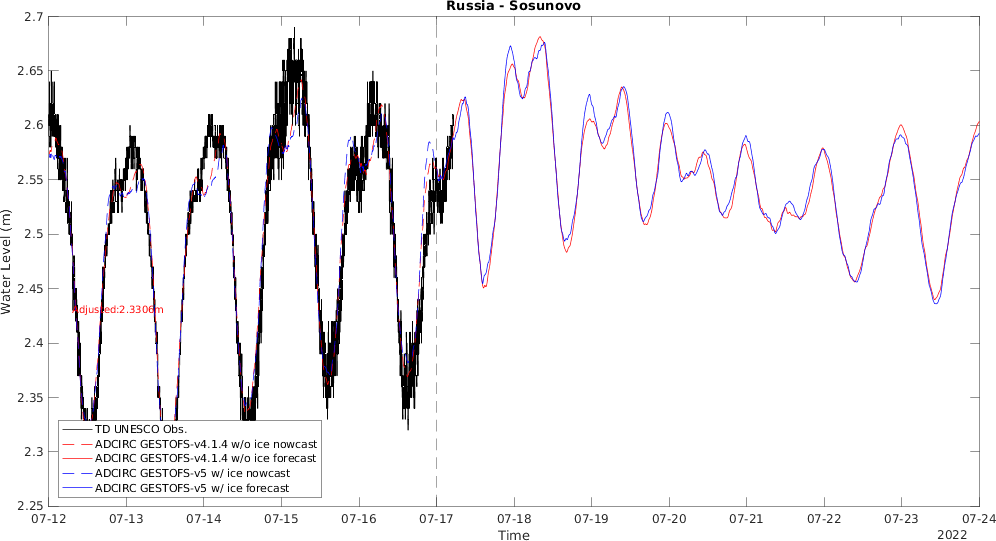 Russia - Sosunovo
2.7
2.65
2.6
2.55
2.5
2.45
2.4
2.35
2.3
2.25
Water Level (m)
Adjusted:2.3306m
TD UNESCO Obs.
ADCIRC GESTOFS-v4.1.4 w/o ice nowcast
ADCIRC GESTOFS-v4.1.4 w/o ice forecast
ADCIRC GESTOFS-v5 w/ ice nowcast
ADCIRC GESTOFS-v5 w/ ice forecast
07-12 07-13 07-14 07-15 07-16 07-17 07-18 07-19 07-20 07-21 07-22 07-23 07-24
Time
2022